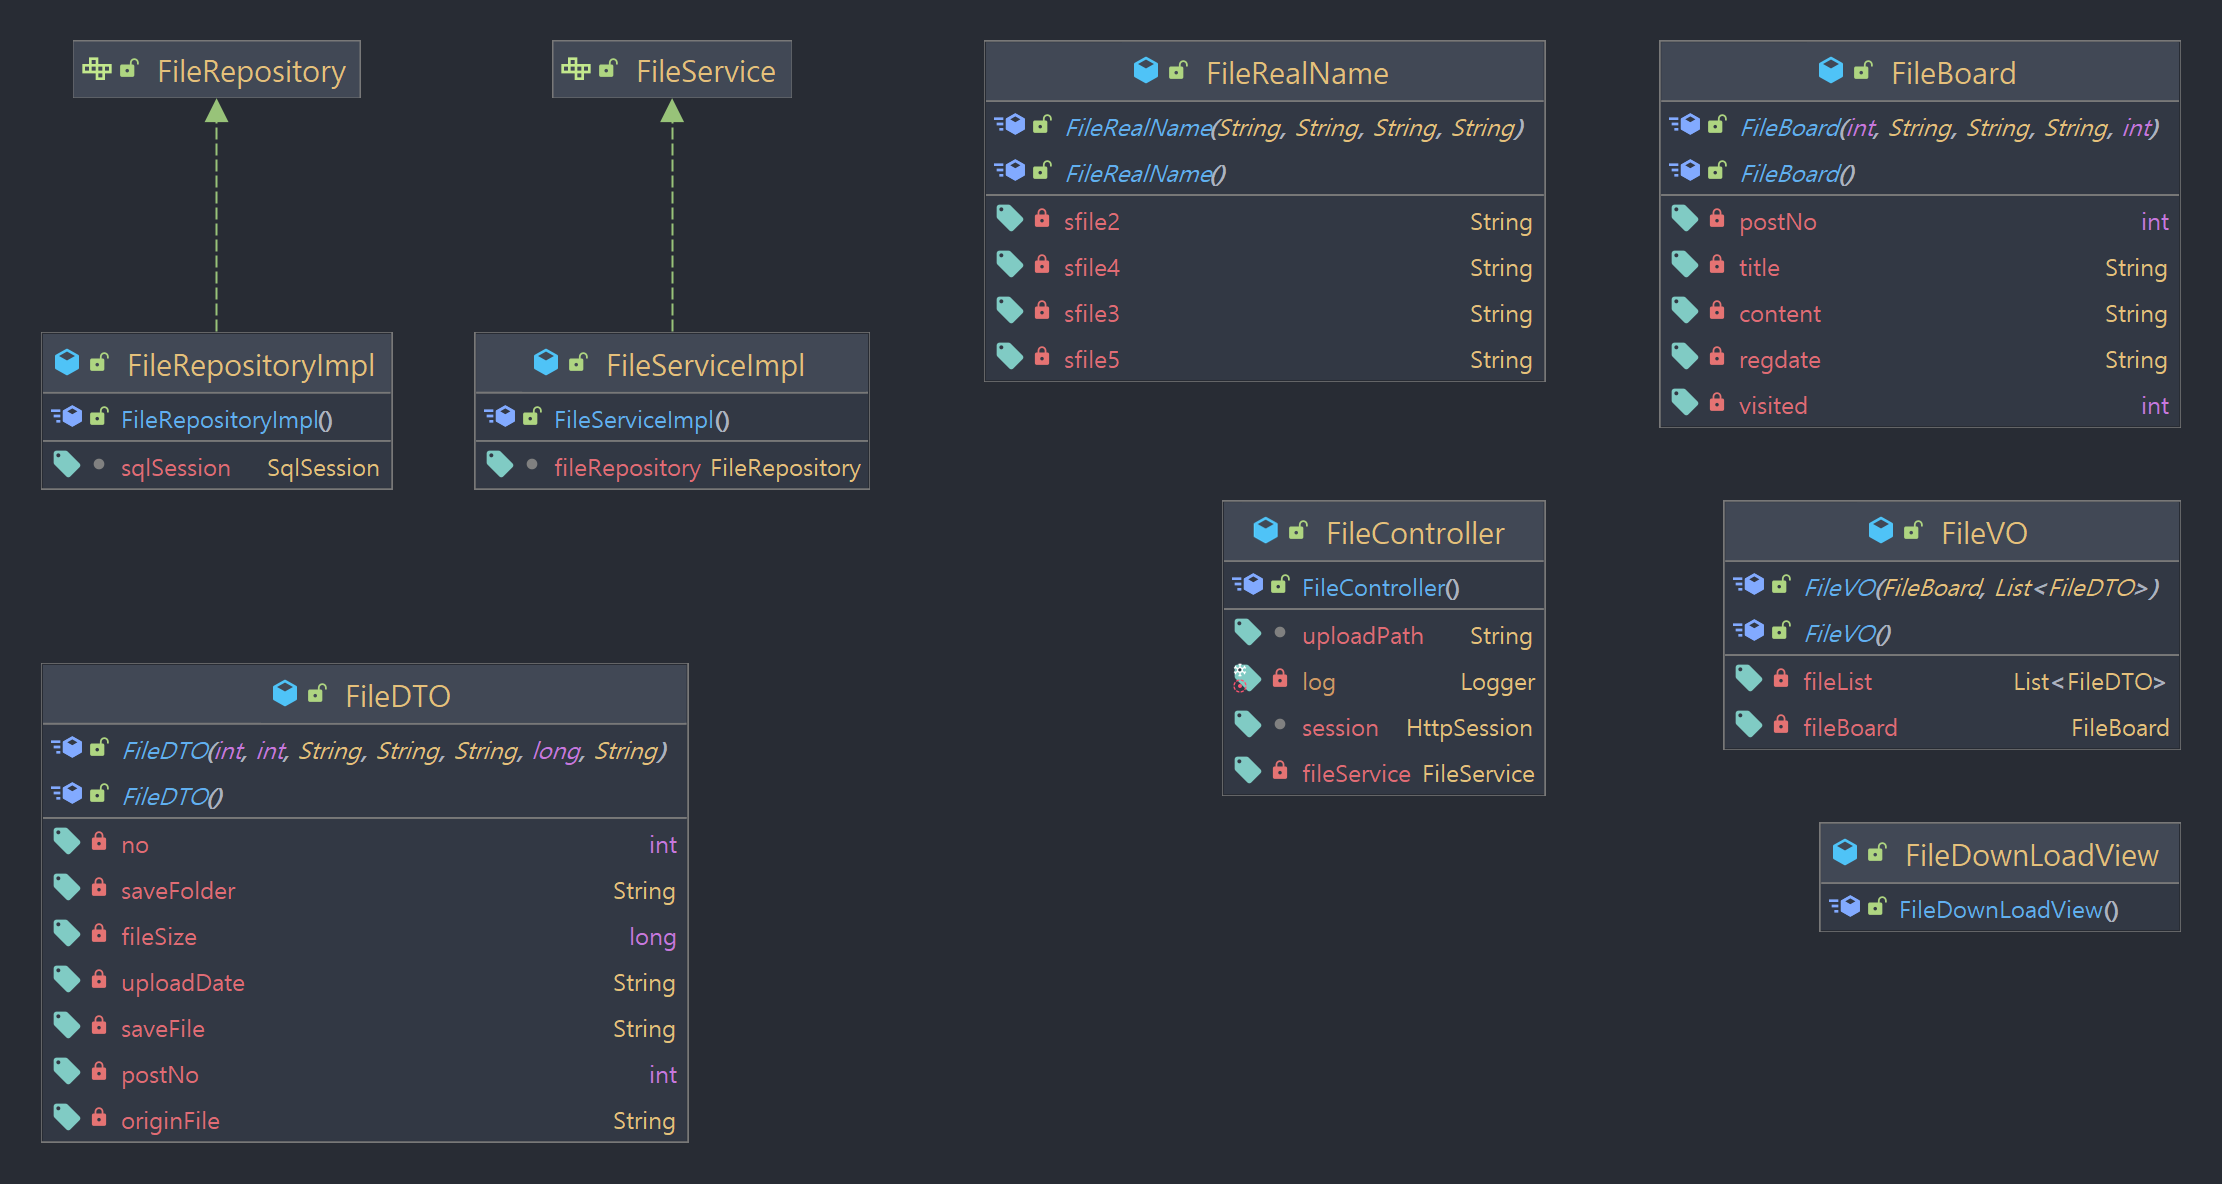 FileRepository
FileService
FileRealName
FileRealName(String, String, String, String)
FileRealName()
sfile2 String
sfile4 String
sfile3 String
sfile5 String
FileBoard
FileBoard(int, String, String, String, int)
FileBoard()
postNo int
title String
content String
regdate String
visited int
FileRepositoryImpl
FileRepositoryImpl()
sqlSession SqlSession
FileServiceImpl
FileServiceImpl()
fileRepository FileRepository
FileController
FileController()
uploadPath String
log Logger
session HttpSession
fileService FileService
FileVO
FileVO(FileBoard, List<FileDTO>)
FileVO()
fileList List<FileDTO>
fileBoard FileBoard
FileDTO
FileDTO(int, int, String, String, String, long, String)
FileDTO()
no int
saveFolder String
fileSize long
uploadDate String
saveFile String
postNo int
originFile String
FileDownLoadView
FileDownLoadView()